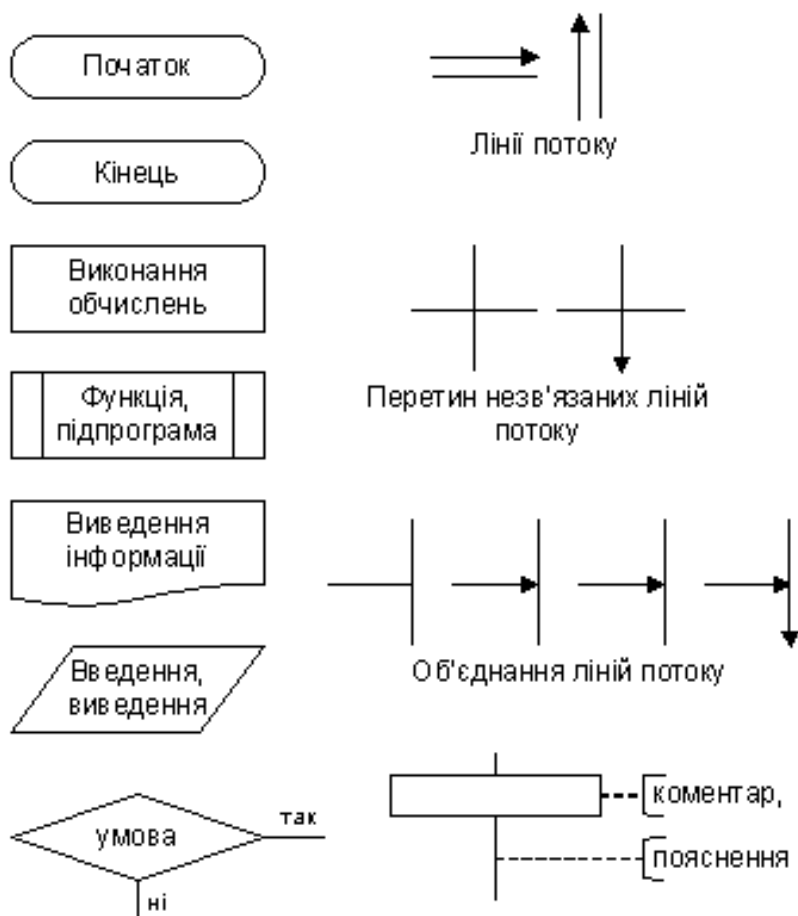 Початок
Кінець
Виконання
обчислень
Функція,
підпрограма
Виведення
інформації
Введення,
виведення
умова
так
ні
Лінії потоку
Перетин незв'язаних ліній
потоку
Об'єднання ліній потоку
коментар,
пояснення